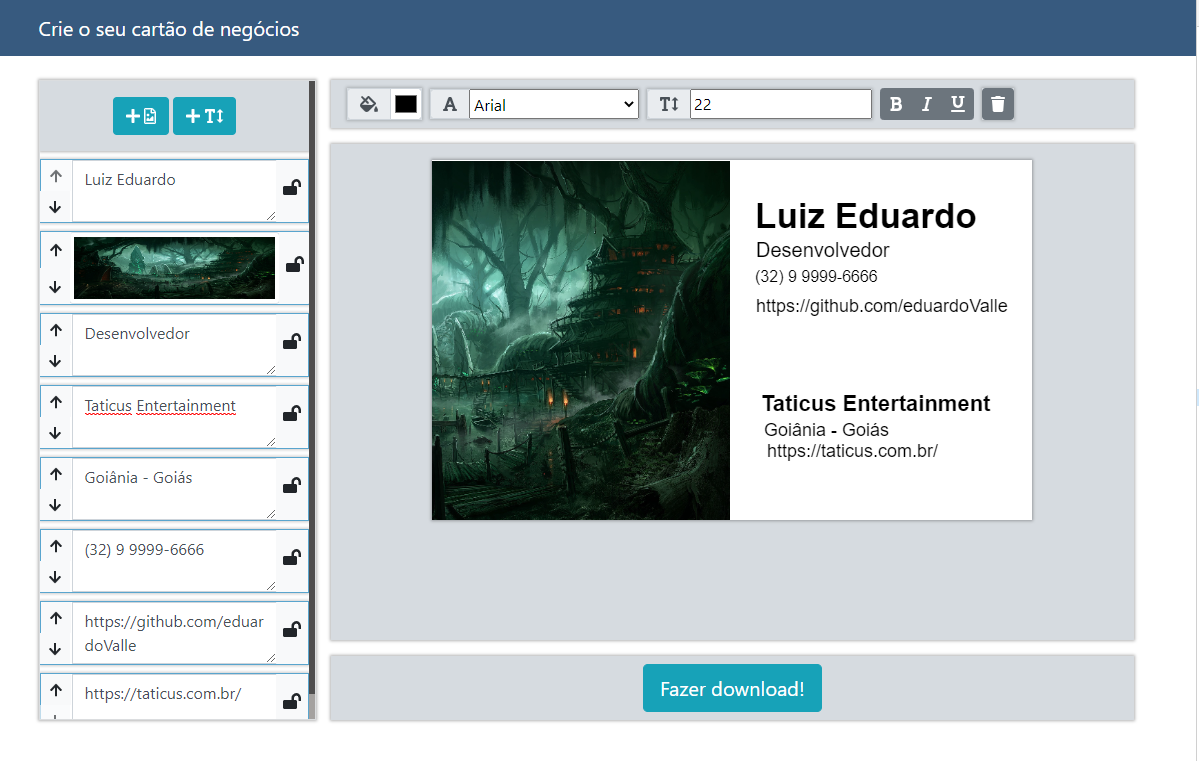 Crie o seu cartão de negócios
Luiz Eduardo
Desenvolvedor
Taticus Entertainment
Goiânia - Goiás
(32) 9 9999-6666
https://github.com/eduar
doValle
https://taticus.com.br/
A
Arial
T
22
B
I
U
Luiz Eduardo
Desenvolvedor
(32) 9 9999-6666
https://github.com/eduardoValle
Taticus Entertainment
Goiânia - Goiás
https://taticus.com.br/
Fazer download!